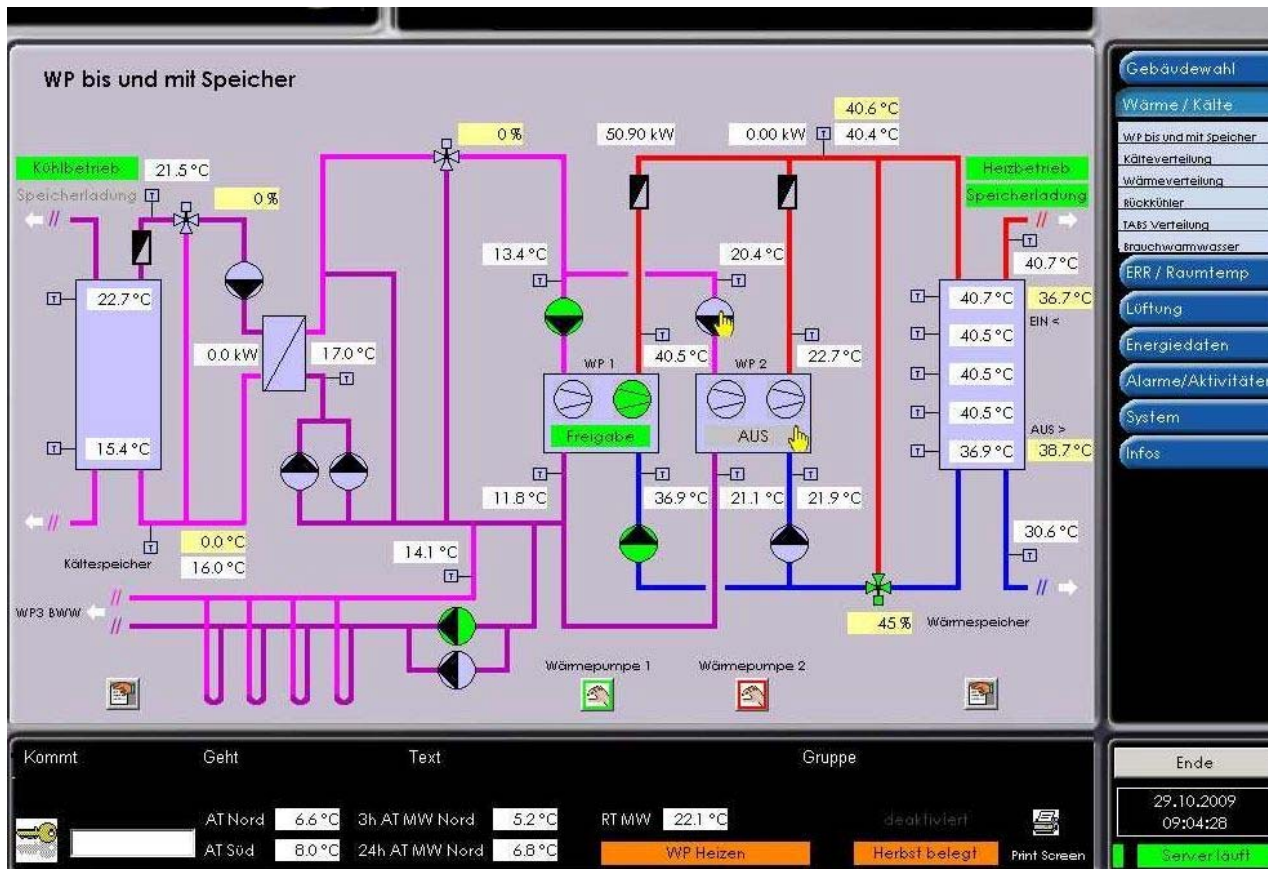 WP bis und mit Speicher
Kühlbetrieb
21.5 °C
Speicherladung
T
0 %
0 %
50.90 kW
0.00 kW
40.6 °C
T
40.4 °C
Heizbetrieb
Speicherladung
13.4 °C
T
20.4 °C
T
T
40.7 °C
T
22.7 °C
T
40.7 °C
36.7 °C
EIN <
T
40.5 °C
0.0 kW
17.0 °C
T
WP 1
T
40.5 °C
WP 2
T
22.7 °C
T
40.5 °C
T
40.5 °C
Freigabe
AUS
AUS >
T
15.4 °C
T
36.9 °C
38.7 °C
T
11.8 °C
T
36.9 °C
T
21.1 °C
T
21.9 °C
T
0.0 °C
16.0 °C
Kältespeicher
14.1 °C
T
30.6 °C
T
WP3 BWW
45 %
Wärmespeicher
Wärmepumpe 1
Wärmepumpe 2
Gebäudewahl
Wärme / Kälte
WP bis und mit Speicher
Kälteverteilung
Wärmeverteilung
Rückkühler
TABS Verteilung
Brauchwarmwasser
ERR / Raumtemp
Lüftung
Energiedaten
Alarme/Aktivitäte
System
Infos
Kommt
Geht
Text
Gruppe
AT Nord
6.6 °C
3h AT MW Nord
5.2 °C
RT MW
22.1 °C
deaktiviert
AT Süd
8.0 °C
24h AT MW Nord
6.8 °C
WP Heizen
Herbst belegt
Print Screen
Ende
29.10.2009
09:04:28
Server läuft